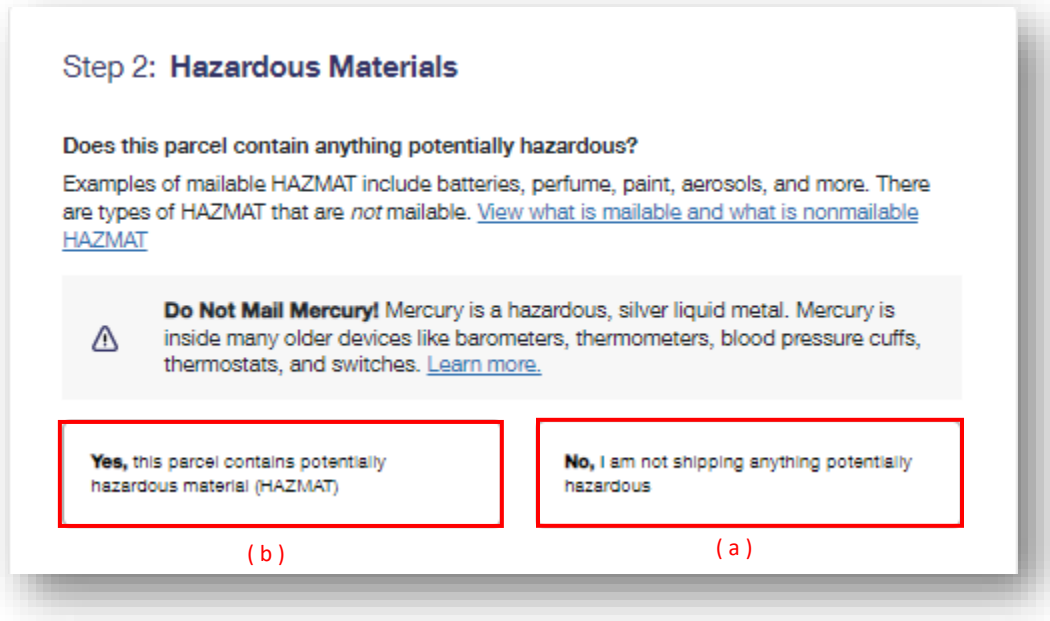 Step 2: Hazardous Materials
Does this parcel contain anything potentially hazardous?
Examples of mailable HAZMAT include batteries, perfume, paint, aerosols, and more. There
are types of HAZMAT that are not mailable. View what is mailable and what is nonmailable
HAZMAT
Do Not Mail Mercury! Mercury is a hazardous, silver liquid metal. Mercury is
inside many older devices like barometers, thermometers, blood pressure cuffs,
thermostats, and switches. Learn more.
Yes, this parcel contains potentially
hazardous material (HAZMAT)
( b )
No, I am not shipping anything potentially
hazardous
( a )